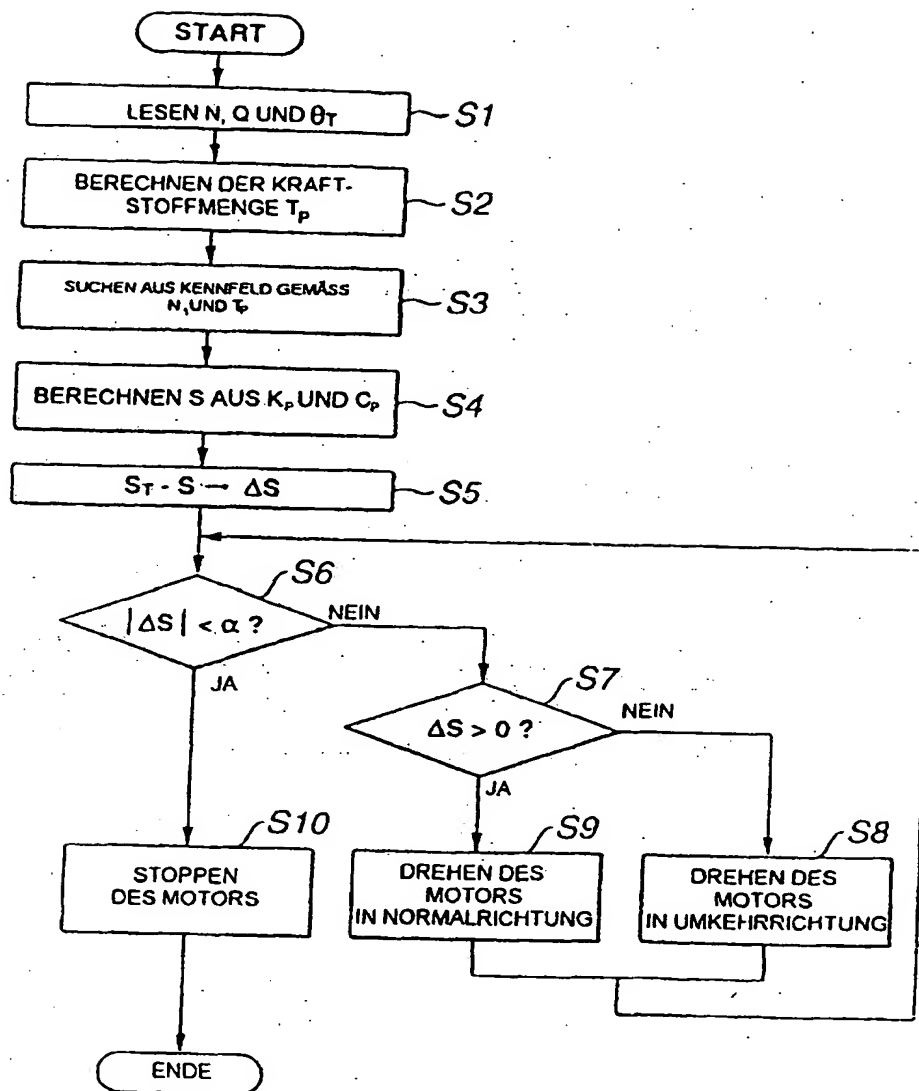 START
LESEN N, Q UND θT
S1
BERECHNEN DER KRAFT-
STOFFMENGE Tp
S2
SUCHEN AUS KENNFELD GEMÄSS
N, UND Tp
S3
BERECHNEN S AUS Kp UND Cp
S4
ST - S → ΔS
S5
S6
|ΔS| < α ?
NEIN
JA
S7
ΔS > 0 ?
NEIN
JA
S10
STOPPEN
DES MOTORS
S9
DREHEN DES
MOTORS
IN NORMALRICHTUNG
S8
DREHEN DES
MOTORS
IN UMKEHRRICHTUNG
ENDE